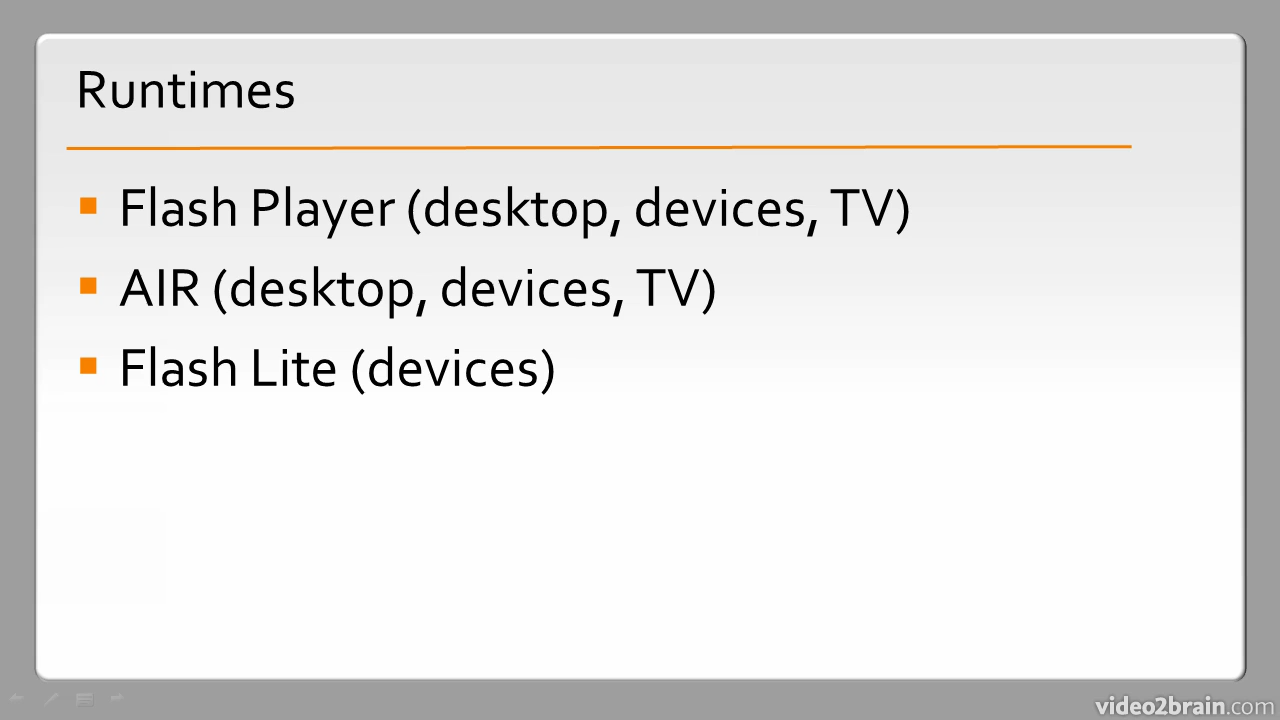 Runtimes
Flash Player (desktop, devices, TV)
AIR (desktop, devices, TV)
Flash Lite (devices)
video2brain.com